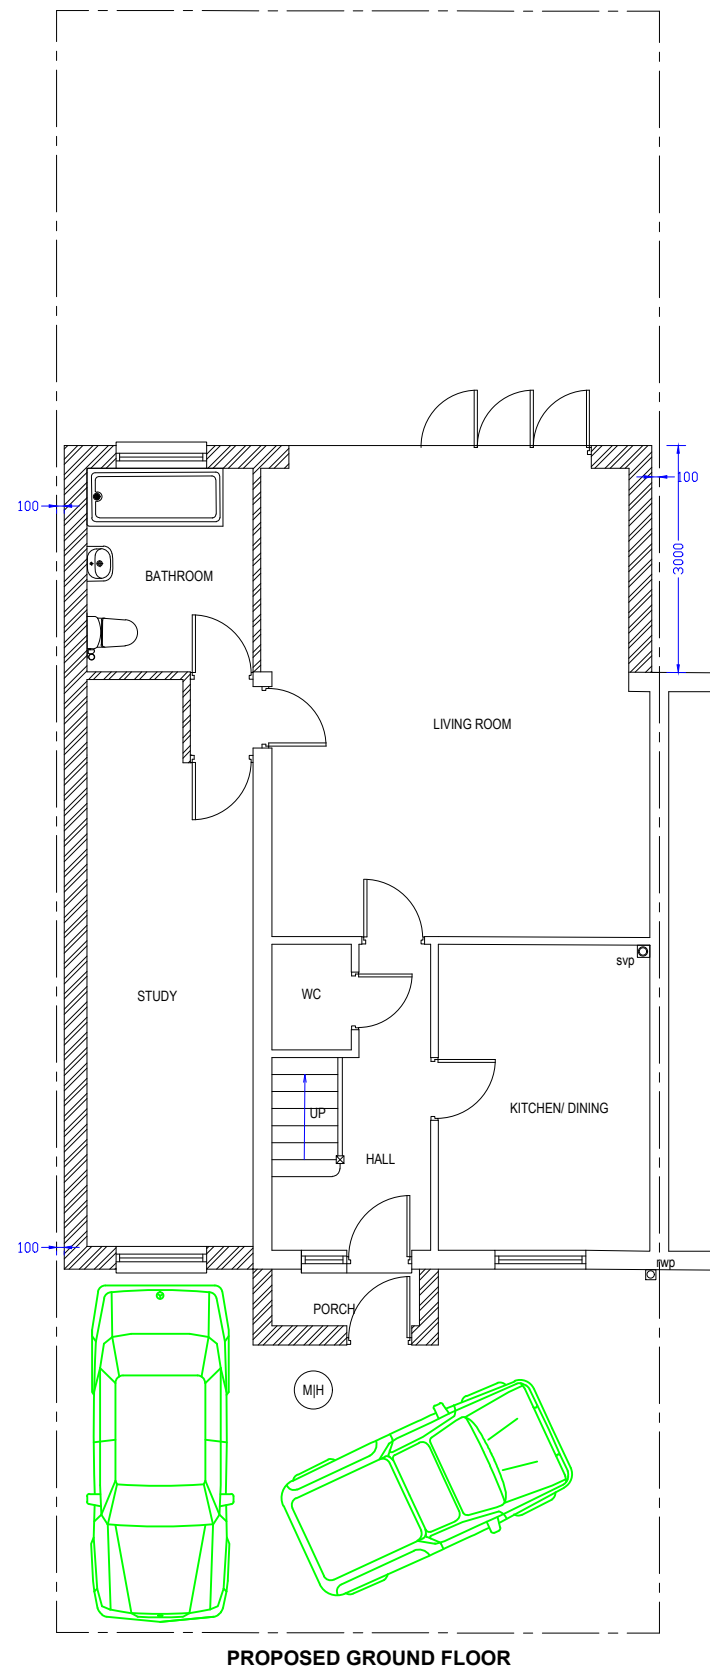 100
100
3000
BATHROOM
LIVING ROOM
svp
STUDY
WC
UP
KITCHEN/ DINING
HALL
100
rwp
PORCH
M|H
PROPOSED GROUND FLOOR